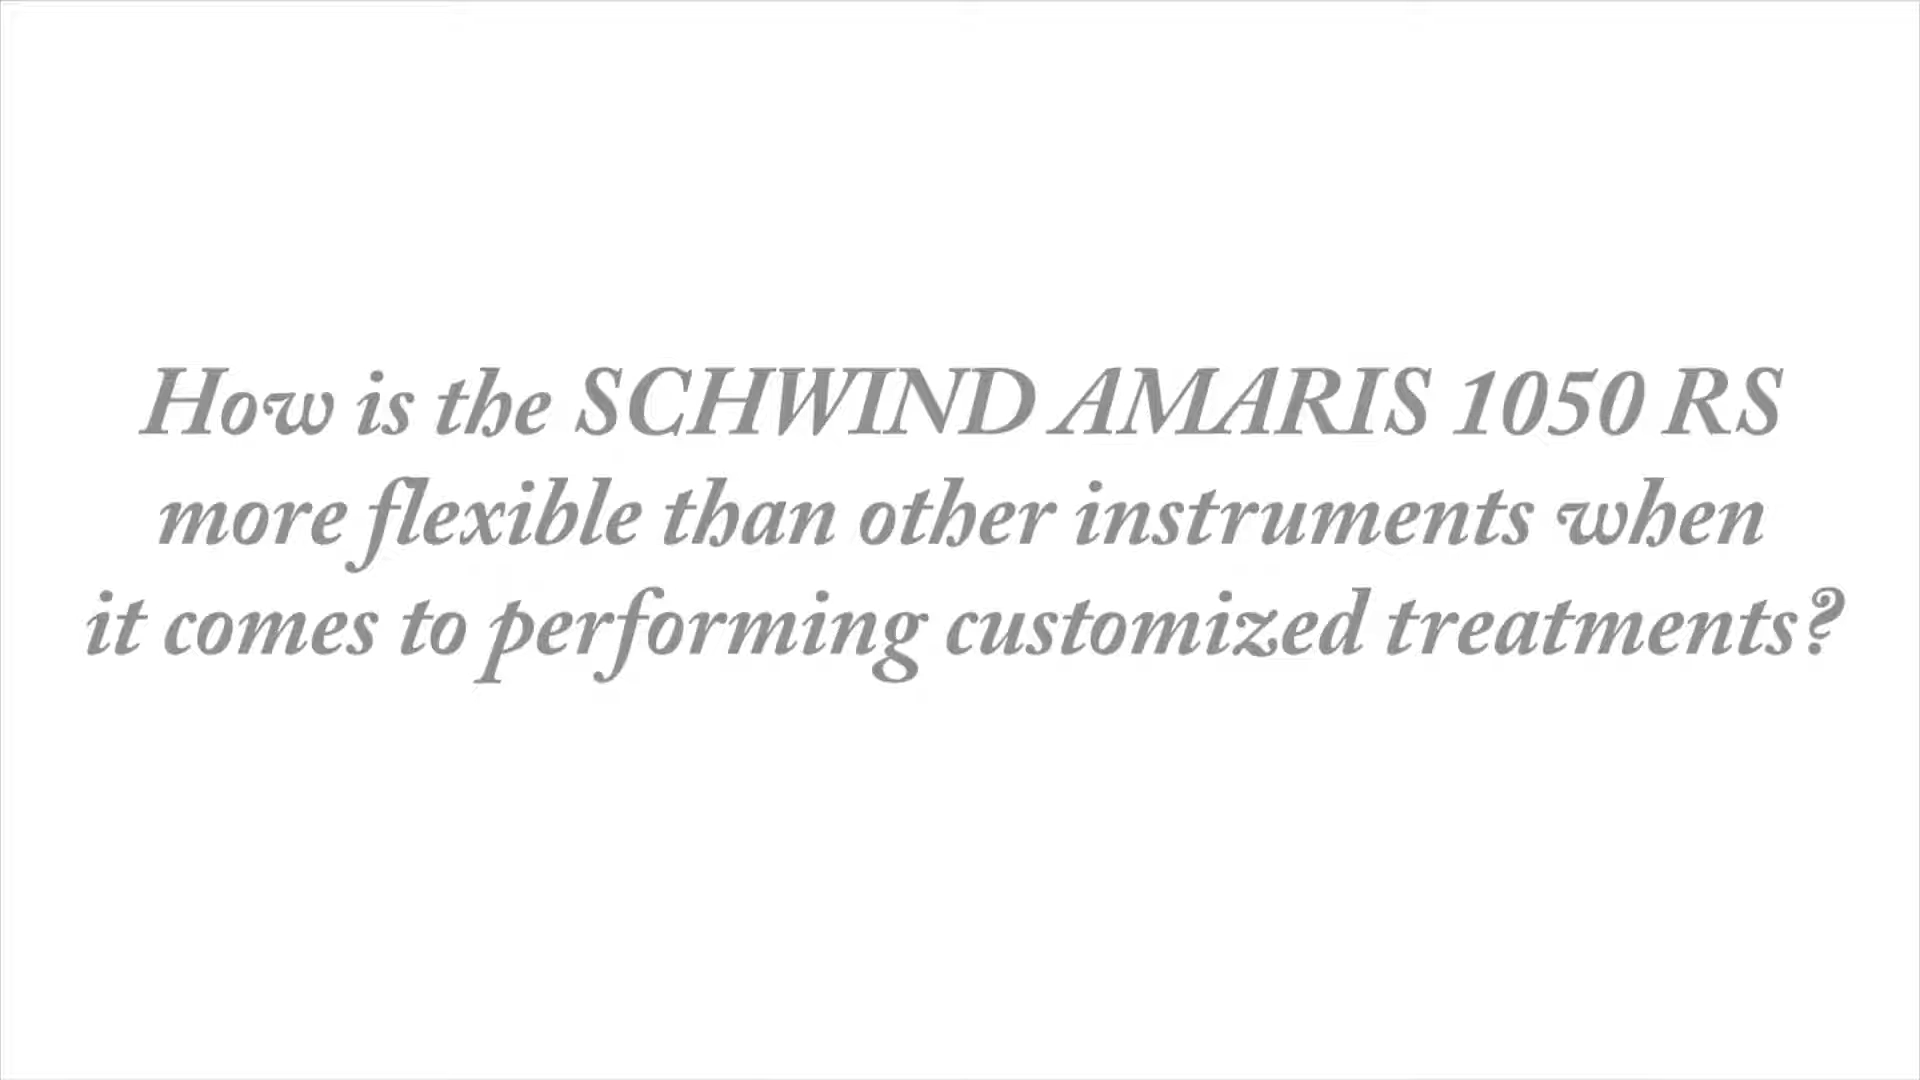 How is the SCHWIND AMARIS 1050 RS
more flexible than other instruments when
it comes to performing customized treatments?